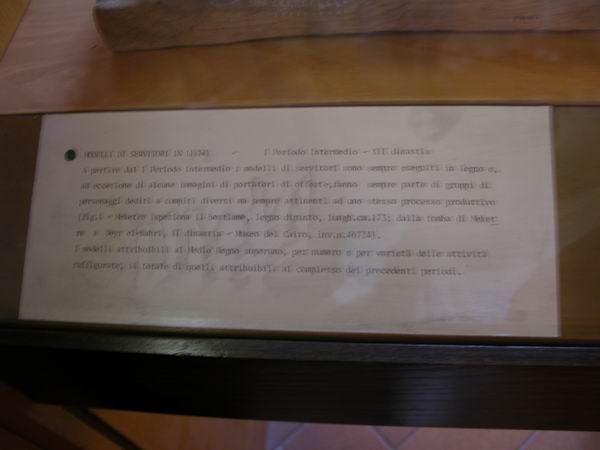 MODELLI DI SERVITORI IN LEGNO - I Periodo Intermedio - XII dinastia
A partire dal I Periodo Intermedio i modelli di servitori sono sempre eseguiti in legno e,
ad eccezione di alcune immagini di portatori di offerte, fanno sempre parte di gruppi di
personaggi dediti a compiti diversi ma sempre attinenti ad uno stesso processo produttivo
(fig.1 - Meketre ispeziona il bestiame, legno dipinto, lungh.cm.173; dalla tomba di Meket
re a Deyr el-Bahri, XI dinastia - Museo del Cairo, inv.n.46724).
I modelli attribuibili al Medio Regno superano, per numero e per varietà delle attività
raffigurate, il totale di quelli attribuibili al complesso dei precedenti periodi.